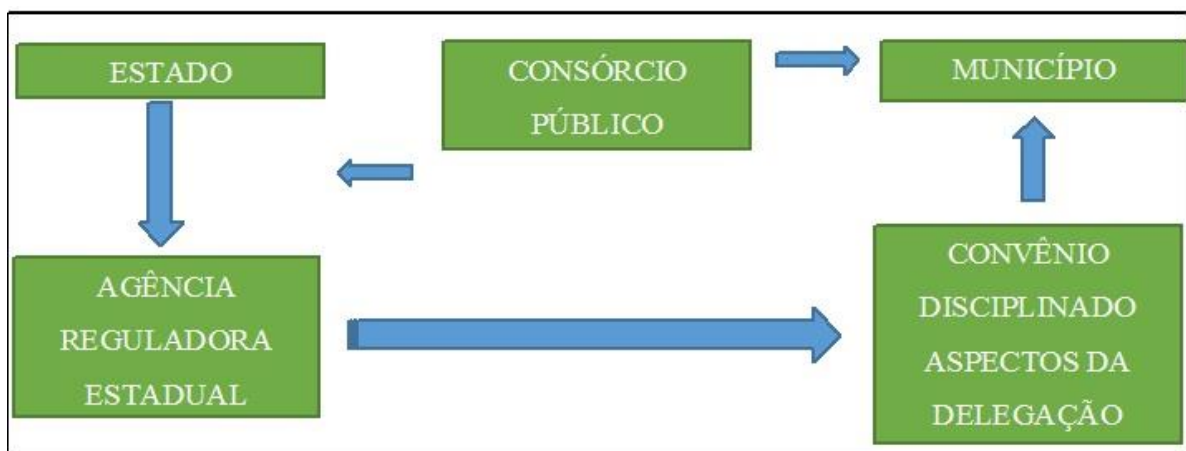 ESTADO
CONSÓRCIO
PÚBLICO
MUNICÍPIO
AGÊNCIA
REGULADORA
ESTADUAL
CONVÊNIO
DISCIPLINADO
ASPECTOS DA
DELEGAÇÃO